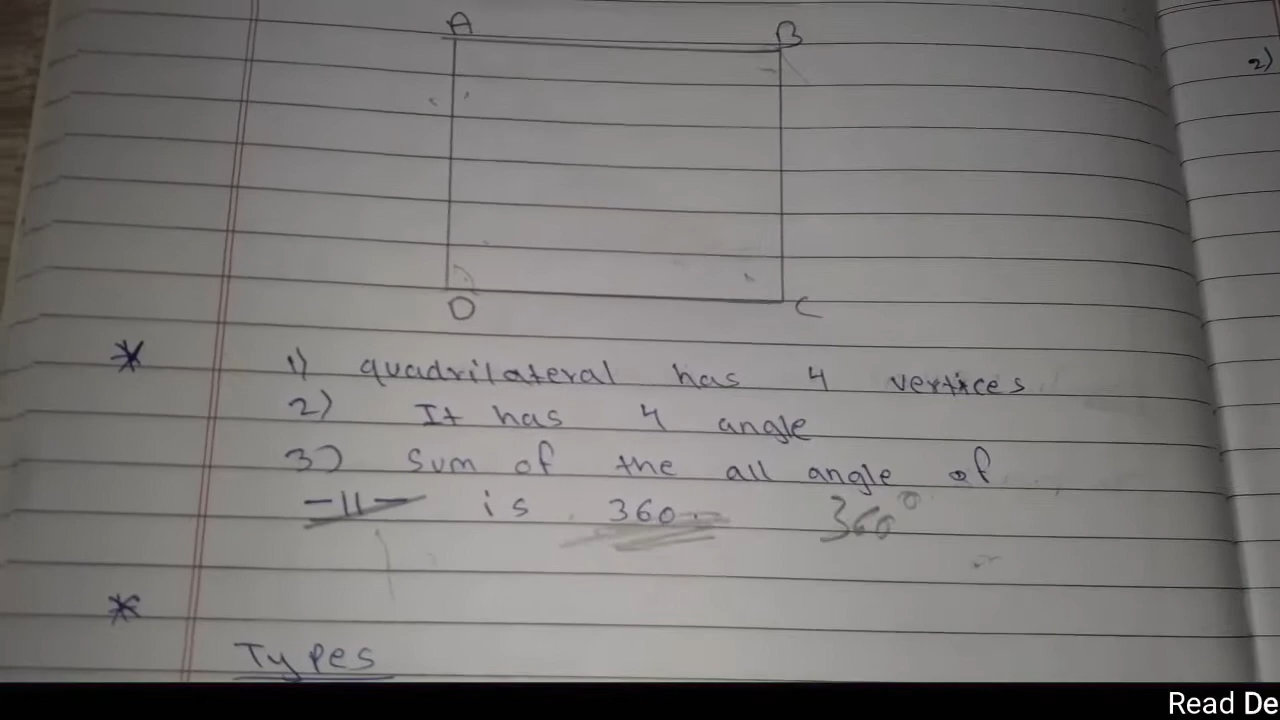 A B
2)
D C
* 1) quadrilateral has 4 vertices
2) It has 4 angle
3) Sum of the all angle of
-11- is 360 360°
*
Types
Read De